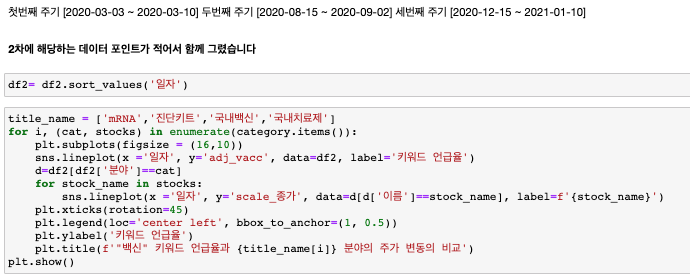 첫번째 주기 [2020-03-03 ~ 2020-03-10] 두번째 주기 [2020-08-15 ~ 2020-09-02] 세번째 주기 [2020-12-15 ~ 2021-01-10]
2차에 해당하는 데이터 포인트가 적어서 함께 그렸습니다
df2= df2.sort_values('일자')
title_name = ['mRNA','진단키트','국내백신','국내치료제']
for i, (cat, stocks) in enumerate(category.items()):
    plt.subplots(figsize = (16,10))
    sns.lineplot(x ='일자', y='adj_vacc', data=df2, label='키워드 언급율')
    d=df2[df2['분야']==cat]
    for stock_name in stocks:
        sns.lineplot(x ='일자', y='scale_종가', data=d[d['이름']==stock_name], label=f'{stock_name}')
    plt.xticks(rotation=45)
    plt.legend(loc='center left', bbox_to_anchor=(1, 0.5))
    plt.ylabel('키워드 언급율')
    plt.title(f'"백신" 키워드 언급율과 {title_name[i]} 분야의 주가 변동의 비교')
plt.show()